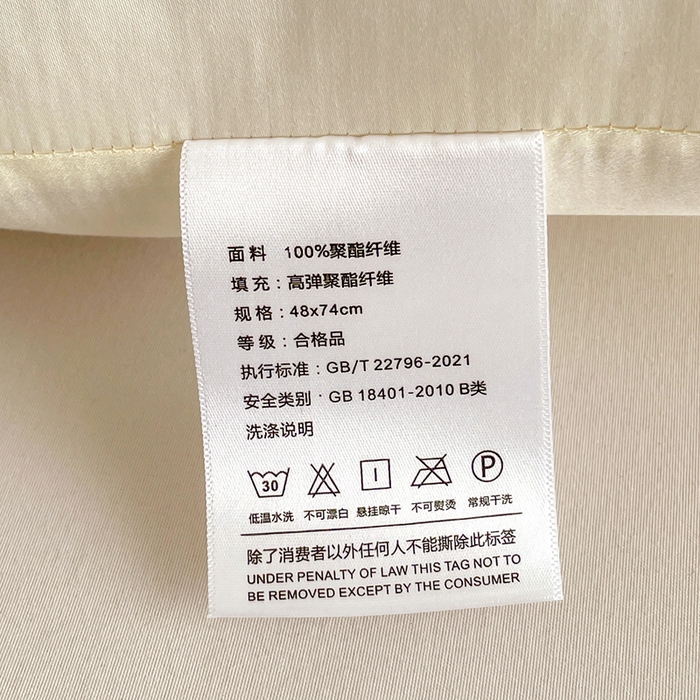 面料 100%聚酯纤维
填充：高弹聚酯纤维
规格：48x74cm
等级：合格品
执行标准：GB/T 22796-2021
安全类别：GB 18401-2010 B类
洗涤说明
30 P
低温水洗 不可漂白 悬挂晾干 不可熨烫 常规干洗
除了消费者以外任何人不能撕除此标签
UNDER PENALTY OF LAW THIS TAG NOT TO
BE REMOVED EXCEPT BY THE CONSUMER